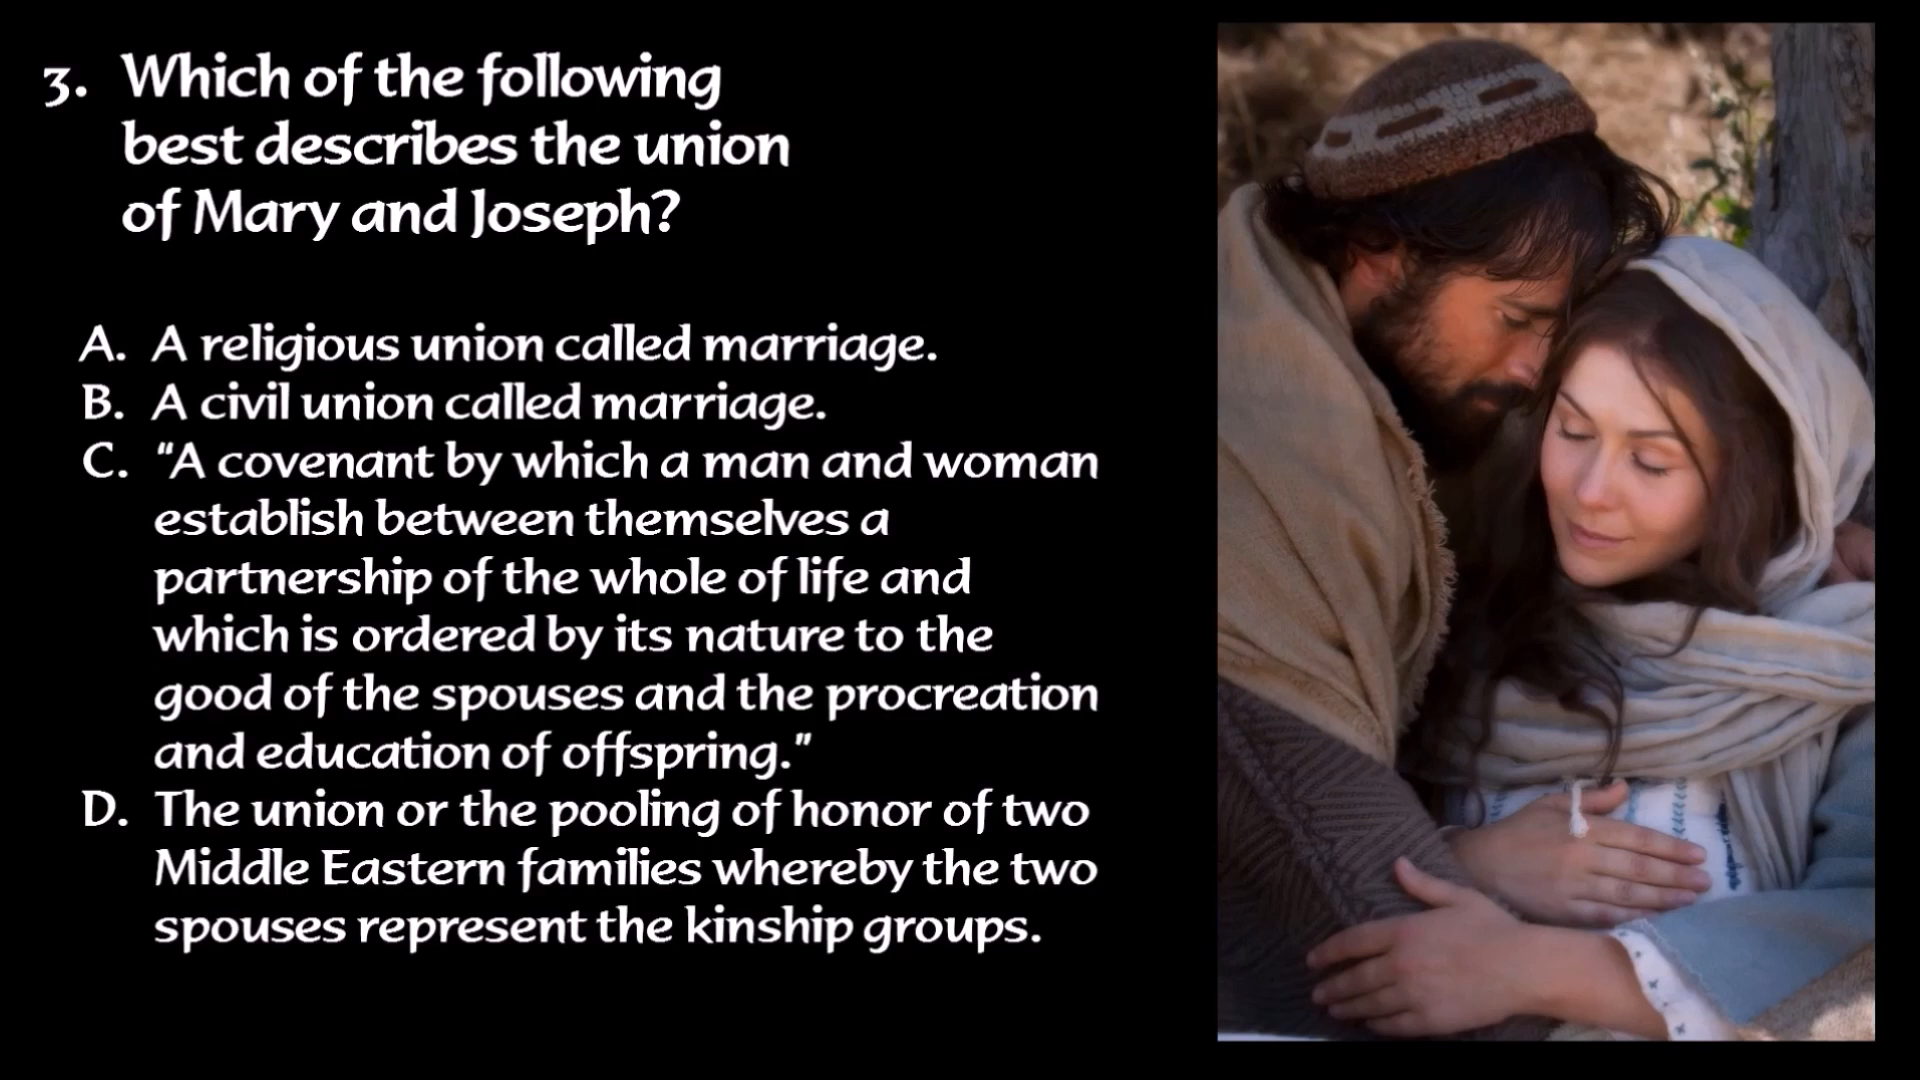 3. Which of the following
best describes the union
of Mary and Joseph?
A. A religious union called marriage.
B. A civil union called marriage.
C. "A covenant by which a man and woman
establish between themselves a
partnership of the whole of life and
which is ordered by its nature to the
good of the spouses and the procreation
and education of offspring."
D. The union or the pooling of honor of two
Middle Eastern families whereby the two
spouses represent the kinship groups.